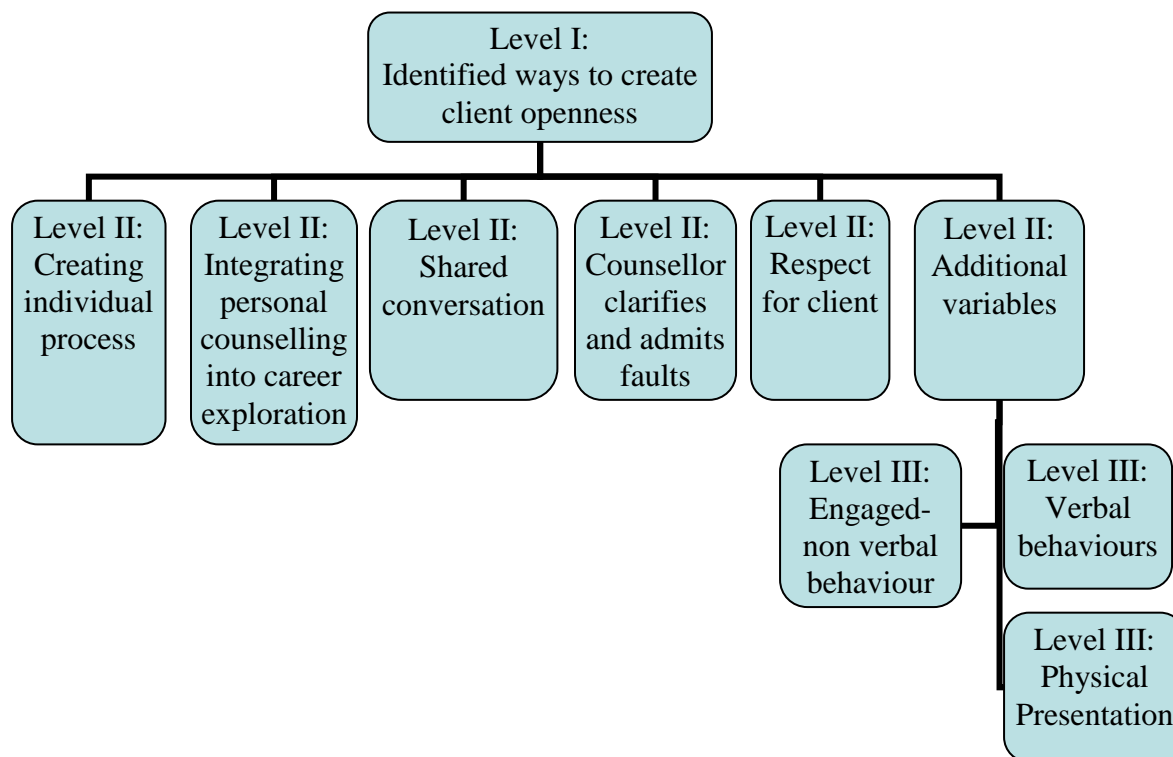 Level I:
Identified ways to create
client openness
Level II:
Creating
individual
process
Level II:
Integrating
personal
counselling
into career
exploration
Level II:
Shared
conversation
Level II:
Counsellor
clarifies
and admits
faults
Level II:
Respect
for client
Level II:
Additional
variables
Level III:
Engaged-
non verbal
behaviour
Level III:
Verbal
behaviours
Level III:
Physical
Presentation